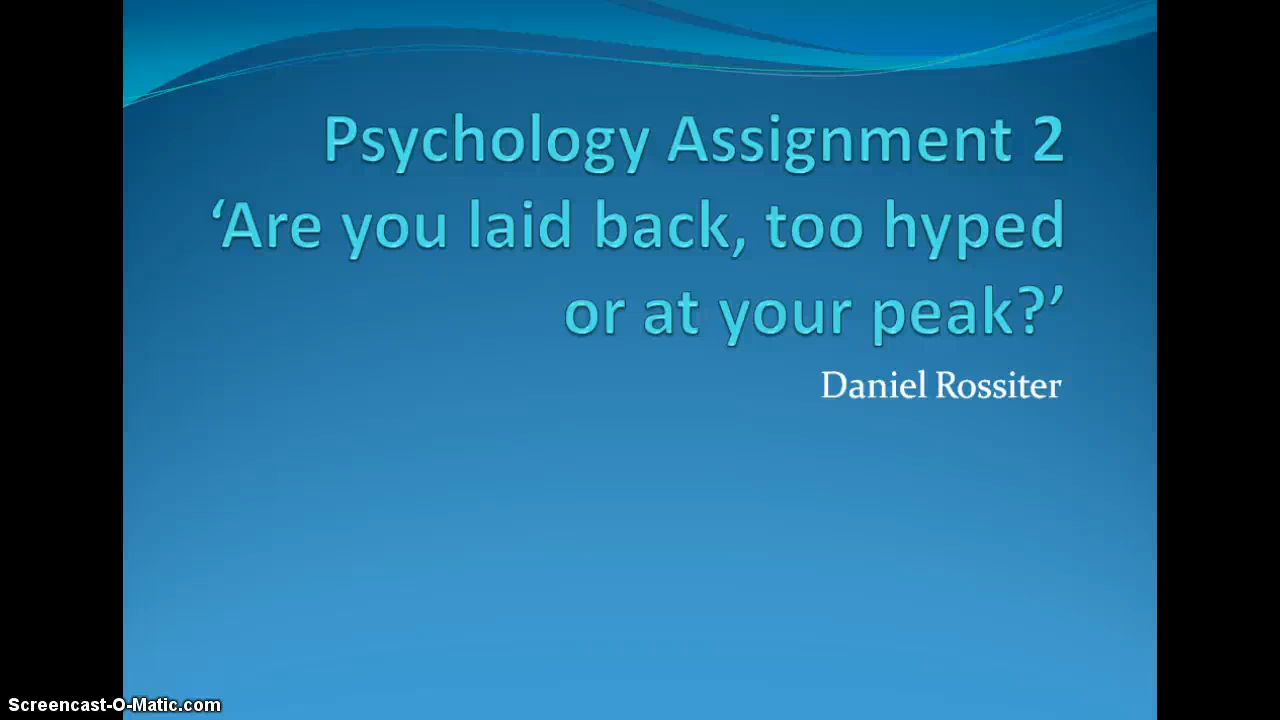 Psychology Assignment 2
‘Are you laid back, too hyped
or at your peak?’
Daniel Rossiter
Screencast-O-Matic.com